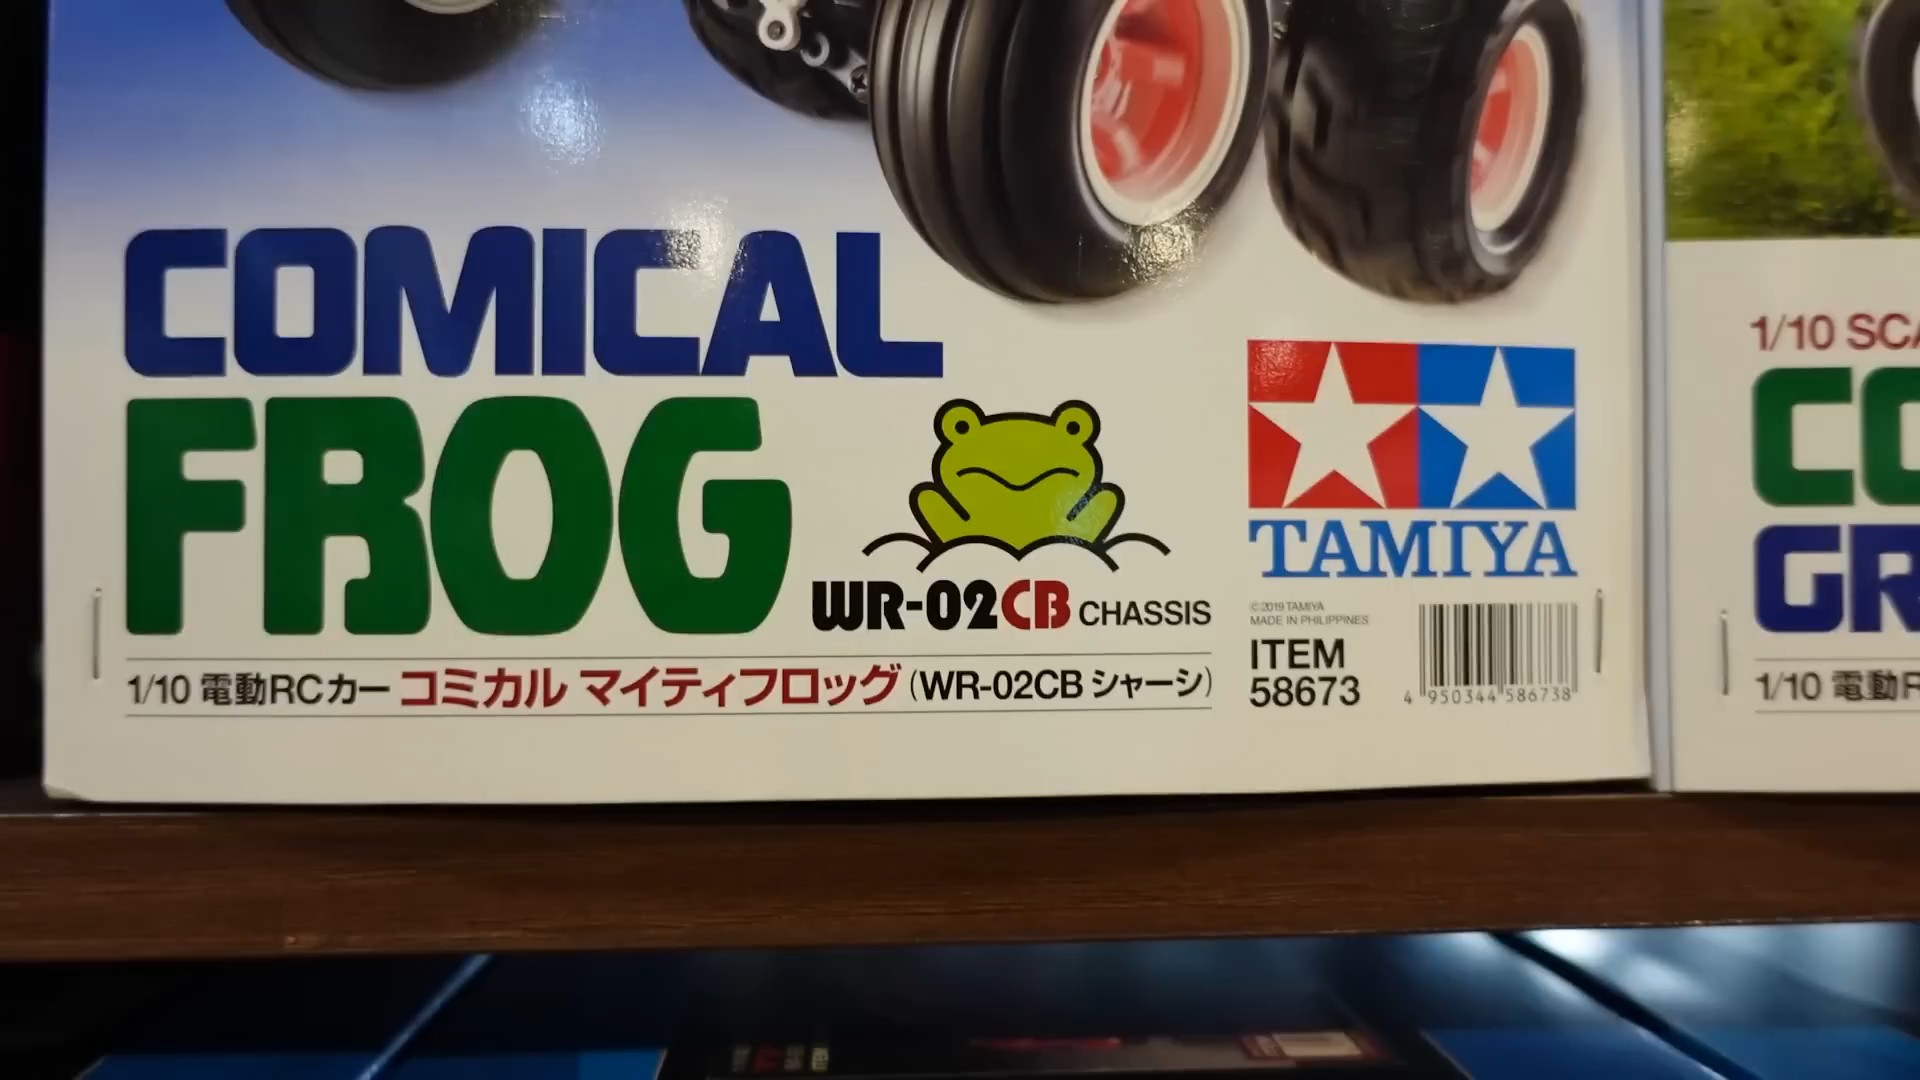 COMICAL
FROG
WR-02CB CHASSIS
1/10 電動RCカー コミカル マイティフロッグ (WR-02CB シャーシ)
TAMIYA
© 2019 TAMIYA
MADE IN PHILIPPINES
ITEM
58673
4 950344 586738
1/10 SCA
CO
GR
1/10 電動R